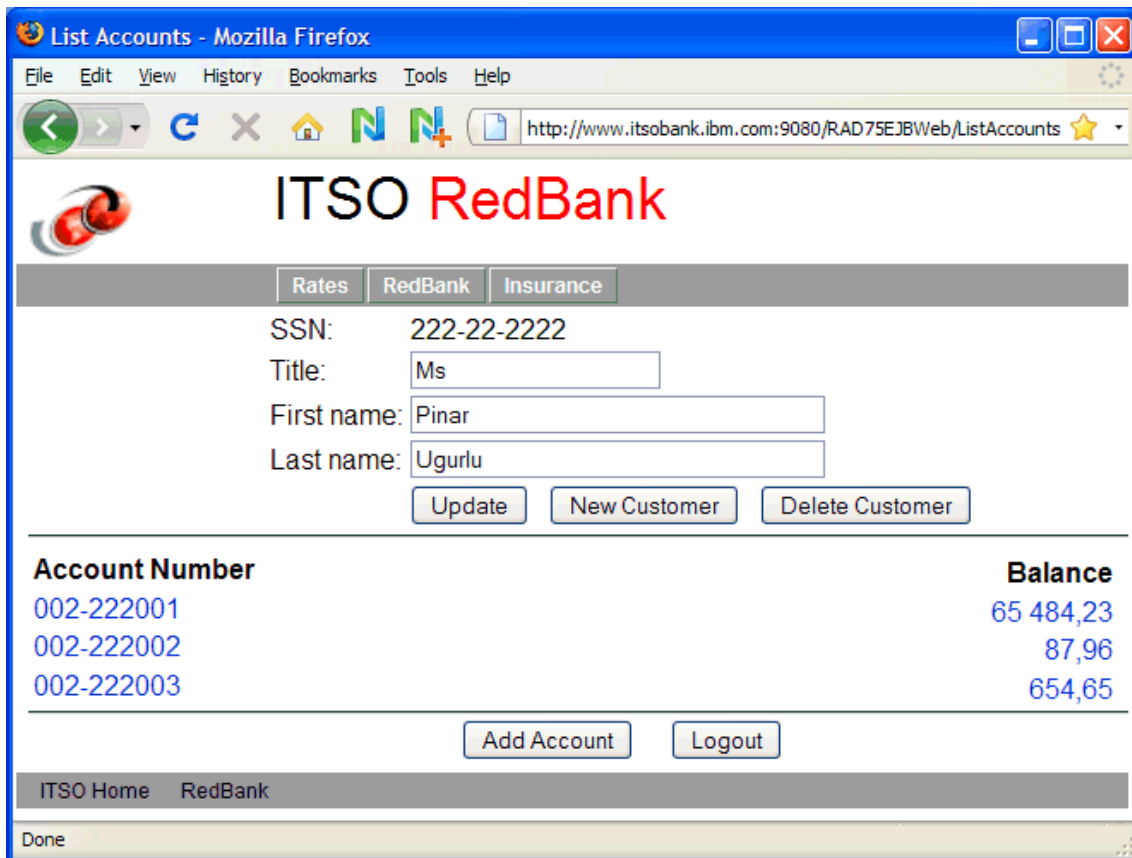 List Accounts - Mozilla Firefox
File Edit View History Bookmarks Tools Help
http://www.itsobank.ibm.com:9080/RAD75EJBWeb/ListAccounts
ITSO RedBank
Rates RedBank Insurance
SSN: 222-22-2222
Title: Ms
First name: Pinar
Last name: Ugurlu
Update New Customer Delete Customer
Account Number Balance
002-222001 65 484,23
002-222002 87,96
002-222003 654,65
Add Account Logout
ITSO Home RedBank
Done